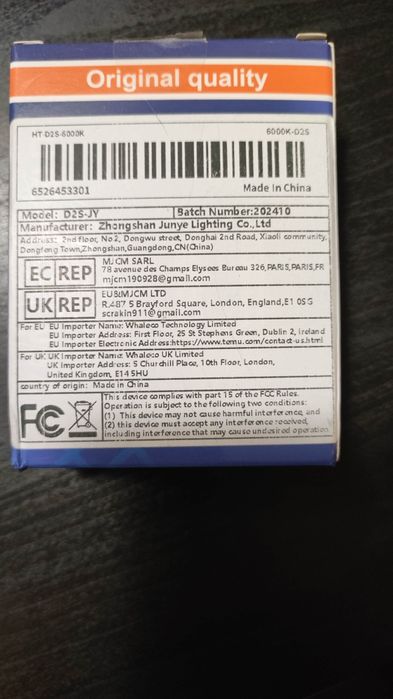 Original quality
HT-D2S-6000K 6000K-D2S
6526453301 Made In China
Model: D2S-JY Batch Number:202410
Manufacturer: Zhongshan Junye Lighting Co.,Ltd
Address: 2nd floor, No2, Dongwu street, Donghai 2nd Road, Xiaoli community,
Dongfeng Town,Zhongshan,Guangdong,CN(China)
EC REP
MJCM SARL
78 avenue des Champs Elysees Bureau 326,PARIS,PARIS,FR
mjcm190928@gmail.com
UK REP
EUBMJCM LTD
R.487 5 Brayford Square, London, England,E1 0SG
scrakin911@gmail.com
For EU EU Importer Name: Whaleco Technology Limited
EU Importer Address: First Floor, 25 St Stephens Green, Dublin 2, Ireland
EU Importer Electronic Address:https://www.temu.com/contact-us.html
For UK: UK Importer Name: Whaleco UK Limited
UK Importer Address: 5 Churchill Place, 10th Floor, London,
United Kingdom, E14 5HU
country of origin: Made in China
FC
This device complies with part 15 of the FCC Rules.
Operation is subject to the following two conditions:
(1) This device may not cause harmful interference, and
(2) this device must accept any interference received,
including interference that may cause undesired operation